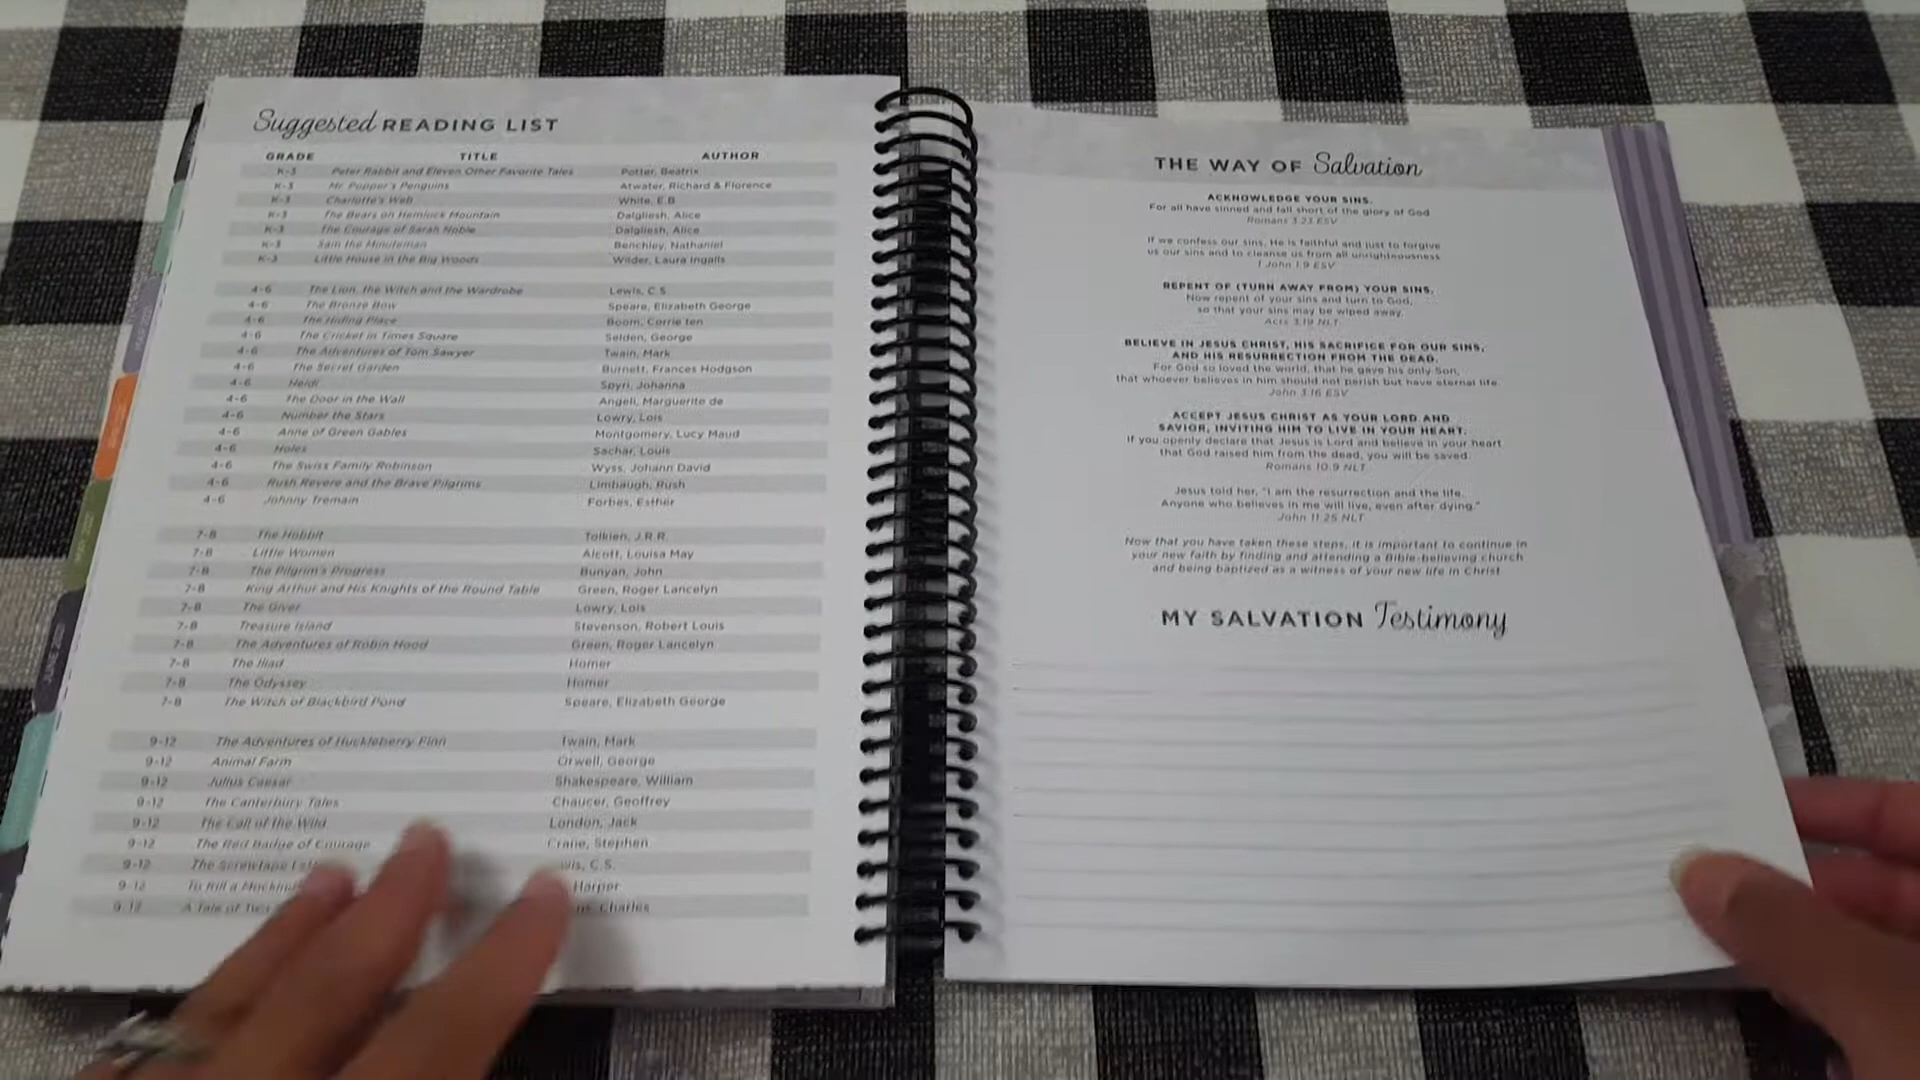 Suggested READING LIST
GRADE TITLE AUTHOR
K-3 Peter Rabbit and Eleven Other Favorite Tales Potter, Beatrix
K-3 Mr. Popper's Penguins Atwater, Richard & Florence
K-3 Charlotte's Web White, E.B.
K-3 The Bears on Hemlock Mountain Dalgliesh, Alice
K-3 The Courage of Sarah Noble Dalgliesh, Alice
K-3 Sam the Minuteman Benchley, Nathaniel
K-3 Little House in the Big Woods Wilder, Laura Ingalls
4-6 The Lion, the Witch and the Wardrobe Lewis, C.S.
4-6 The Bronze Bow Speare, Elizabeth George
4-6 The Hiding Place Boom, Corrie ten
4-6 The Cricket in Times Square Selden, George
4-6 The Adventures of Tom Sawyer Twain, Mark
4-6 The Secret Garden Burnett, Frances Hodgson
4-6 Heidi Spyri, Johanna
4-6 The Door in the Wall Angeli, Marguerite de
4-6 Number the Stars Lowry, Lois
4-6 Anne of Green Gables Montgomery, Lucy Maud
4-6 Holes Sachar, Louis
4-6 The Swiss Family Robinson Wyss, Johann David
4-6 Rush Revere and the Brave Pilgrims Limbaugh, Rush
4-6 Johnny Tremain Forbes, Esther
7-8 The Hobbit Tolkien, J.R.R.
7-8 Little Women Alcott, Louisa May
7-8 The Pilgrim's Progress Bunyan, John
7-8 King Arthur and His Knights of the Round Table Green, Roger Lancelyn
7-8 The Giver Lowry, Lois
7-8 Treasure Island Stevenson, Robert Louis
7-8 The Adventures of Robin Hood Green, Roger Lancelyn
7-8 The Iliad Homer
7-8 The Odyssey Homer
7-8 The Witch of Blackbird Pond Speare, Elizabeth George
9-12 The Adventures of Huckleberry Finn Twain, Mark
9-12 Animal Farm Orwell, George
9-12 Julius Caesar Shakespeare, William
9-12 The Canterbury Tales Chaucer, Geoffrey
9-12 The Call of the Wild London, Jack
9-12 The Red Badge of Courage Crane, Stephen
9-12 The Screwtape C.S.
9-12 To Kill a Harper
9-12 A Tale of Charles
THE WAY OF Salvation
ACKNOWLEDGE YOUR SINS.
For all have sinned and fall short of the glory of God
Romans 3:23 ESV
If we confess our sins, He is faithful and just to forgive
us our sins and to cleanse us from all unrighteousness
1 John 1:9 ESV
REPENT OF (TURN AWAY FROM) YOUR SINS.
Now repent of your sins and turn to God,
so that your sins may be wiped away.
Acts 3:19 NLT
BELIEVE IN JESUS CHRIST, HIS SACRIFICE FOR OUR SINS,
AND HIS RESURRECTION FROM THE DEAD.
For God so loved the world, that he gave his only Son,
that whoever believes in him should not perish but have eternal life.
John 3:16 ESV
ACCEPT JESUS CHRIST AS YOUR LORD AND
SAVIOR, INVITING HIM TO LIVE IN YOUR HEART.
If you openly declare that Jesus is Lord and believe in your heart
that God raised him from the dead, you will be saved.
Romans 10:9 NLT
Jesus told her, "I am the resurrection and the life.
Anyone who believes in me will live, even after dying."
John 11:25 NLT
Now that you have taken these steps, it is important to continue in
your new faith by finding and attending a Bible-believing church
and being baptized as a witness of your new life in Christ.
MY SALVATION Testimony